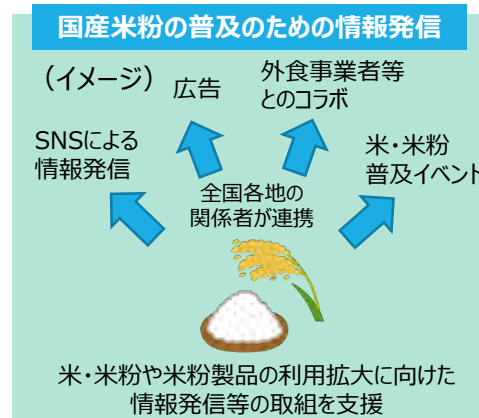 国産米粉の普及のための情報発信
（イメージ）
広告
外食事業者等
とのコラボ
SNSによる
情報発信
米・米粉
普及イベント
全国各地の
関係者が連携
米・米粉や米粉製品の利用拡大に向けた
情報発信等の取組を支援